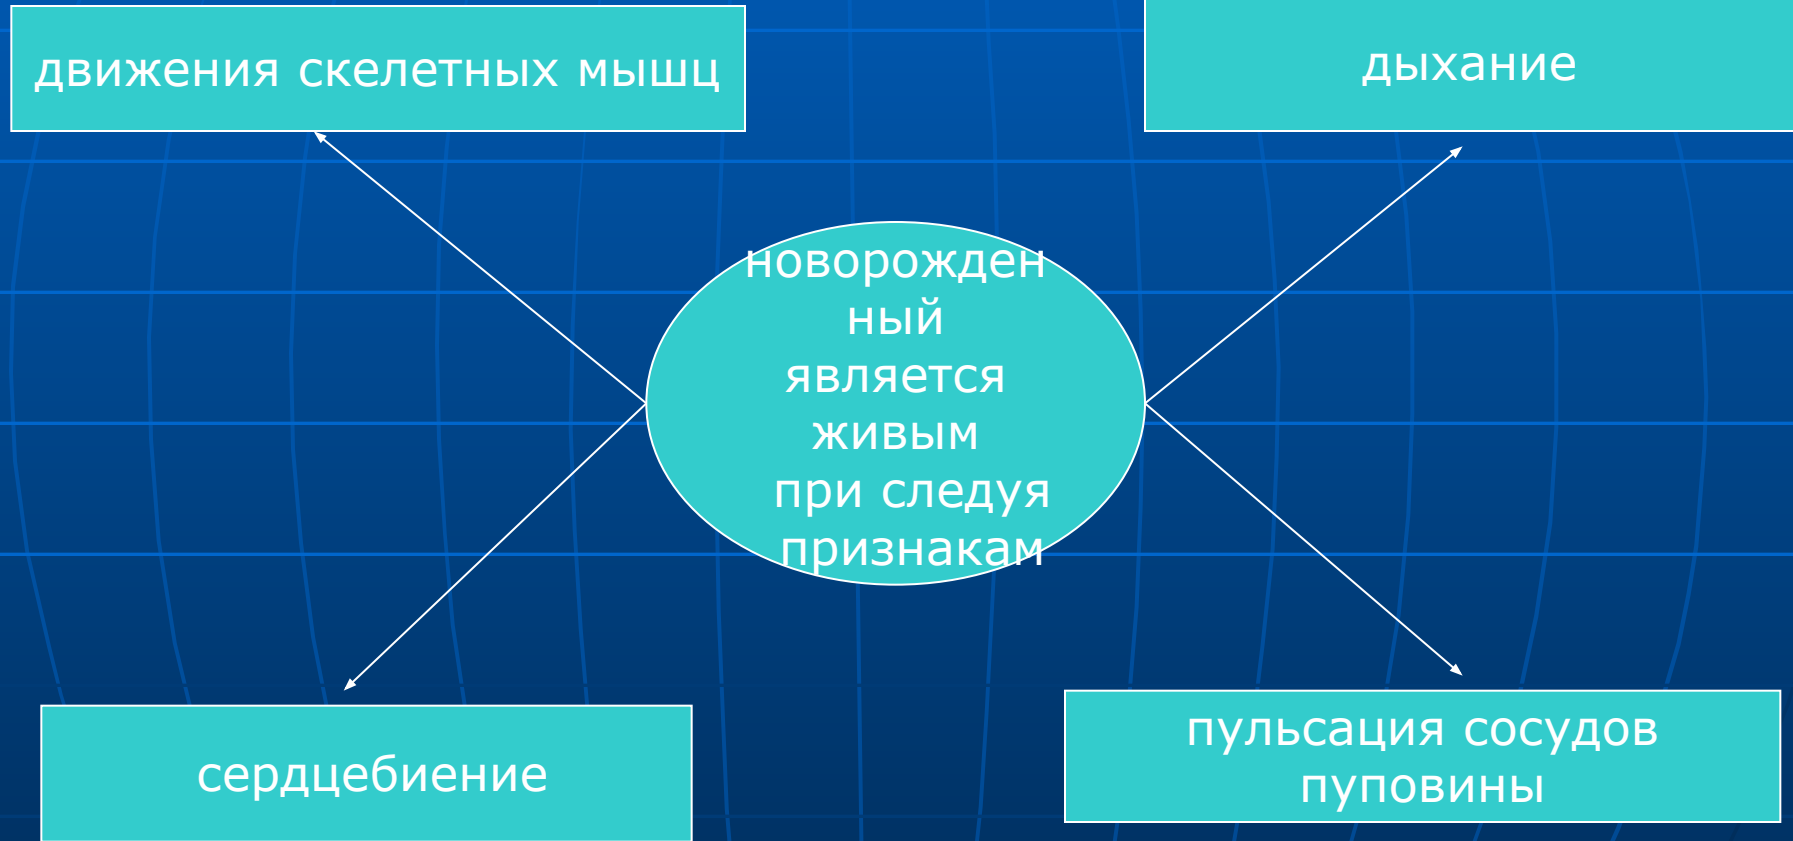 движения скелетных мышц
дыхание
новорожден
ный
является
живым
при следуя
признакам
сердцебиение
пульсация сосудов
пуповины